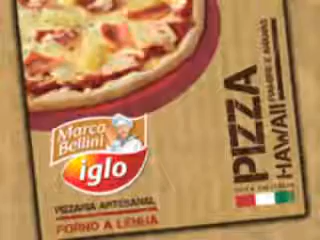 Marco
Bellini
iglo
PIZZARIA ARTESANAL
FORNO A LENHA
PIZZA
HAWAII
FIAMBRE E ANANÁS